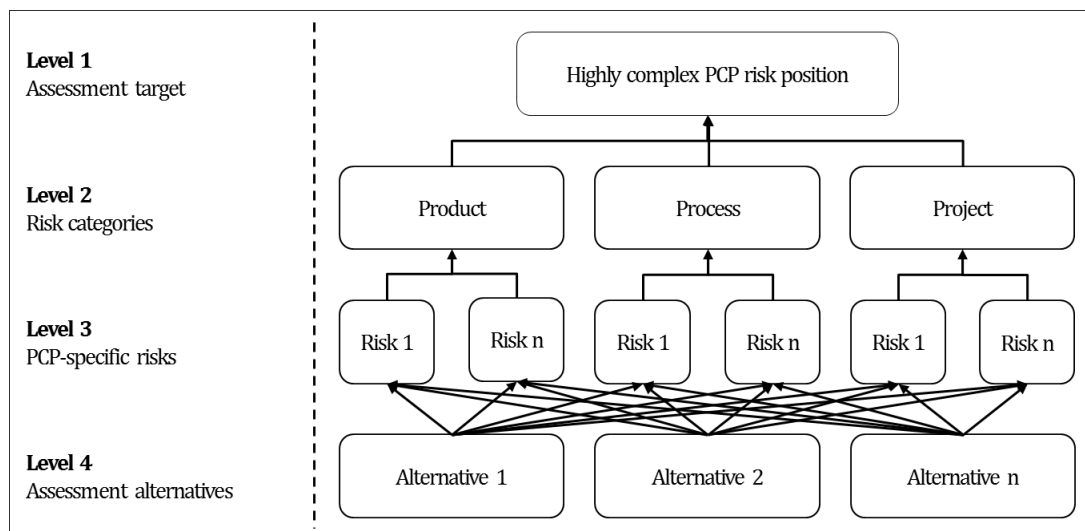 Level 1
Assessment target
Highly complex PCP risk position
Level 2
Risk categories
Product
Process
Project
Level 3
PCP-specific risks
Risk 1
Risk n
Risk 1
Risk n
Risk 1
Risk n
Level 4
Assessment alternatives
Alternative 1
Alternative 2
Alternative n